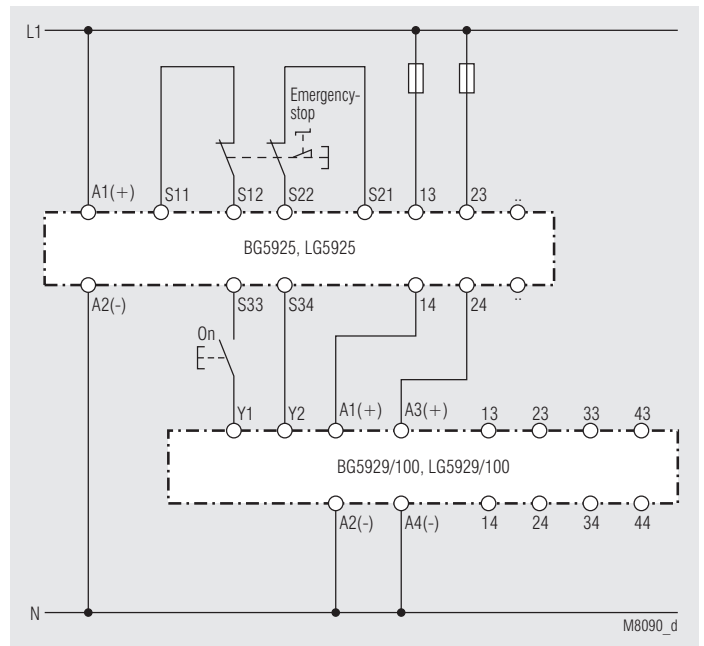 L1
Emergency-
stop
A1(+) S11 S12 S22 S21 13 23 ..
BG5925, LG5925
A2(-) S33 S34 14 24 ..
On
Y1 Y2 A1(+) A3(+) 13 23 33 43
BG5929/100, LG5929/100
A2(-) A4(-) 14 24 34 44
N
M8090_d